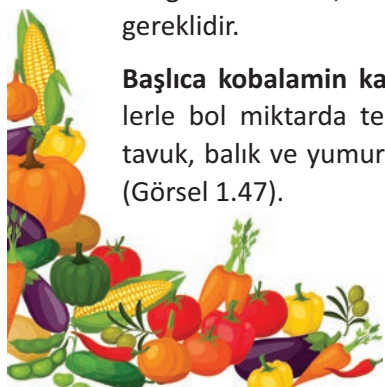 gereklidir.
Başlıca kobalamin ka
lerle bol miktarda te
tavuk, balık ve yumur
(Görsel 1.47).